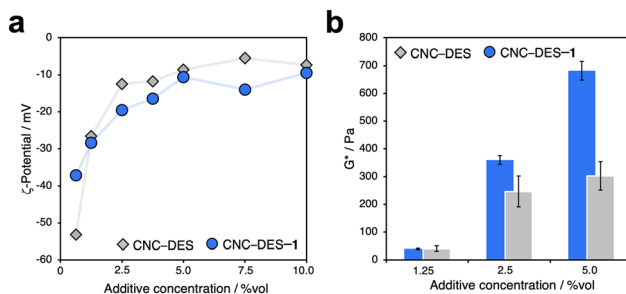 a
0
-10
-20
-30
-40
-50
-60
ζ-Potential / mV
CNC–DES
CNC–DES–1
0
2.5
5.0
7.5
10.0
Additive concentration / %vol
b
CNC–DES
CNC–DES–1
800
700
600
500
400
300
200
100
0
G* / Pa
1.25
2.5
5.0
Additive concentration / %vol